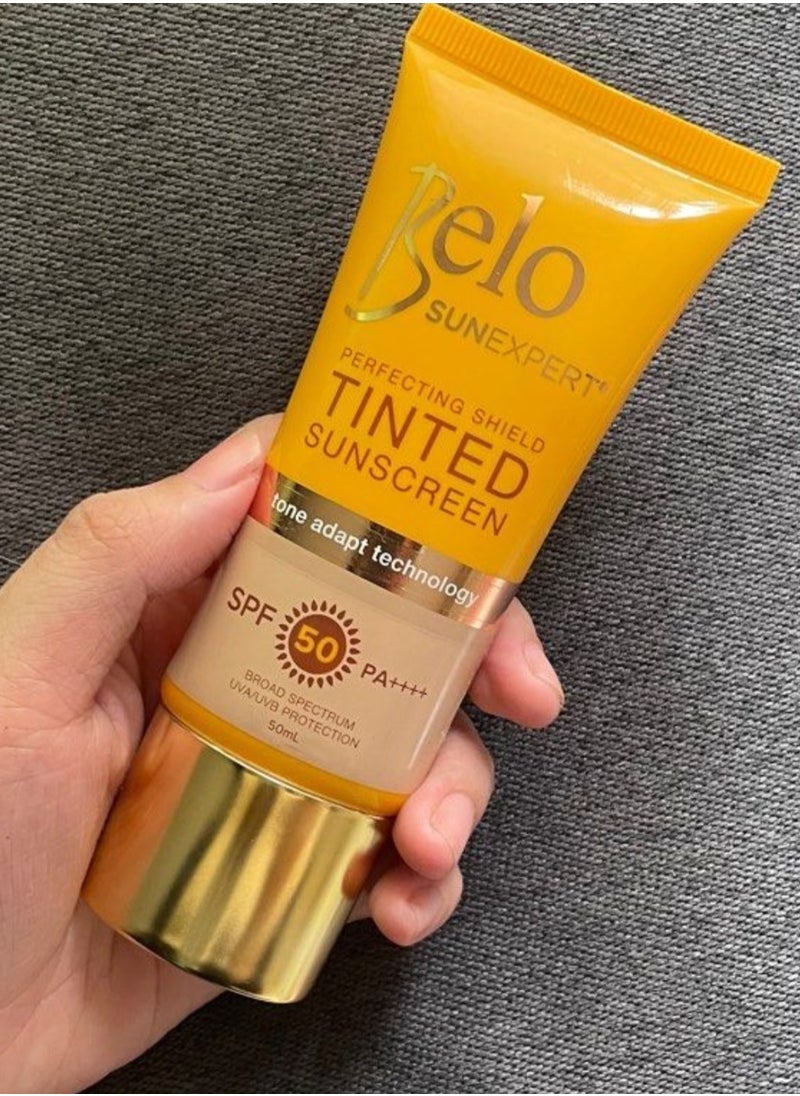 Belo
SUNEXPERT®
PERFECTING SHIELD
TINTED
SUNSCREEN
tone adapt technology
SPF 50 PA++++
BROAD SPECTRUM
UVA/UVB PROTECTION
50mL